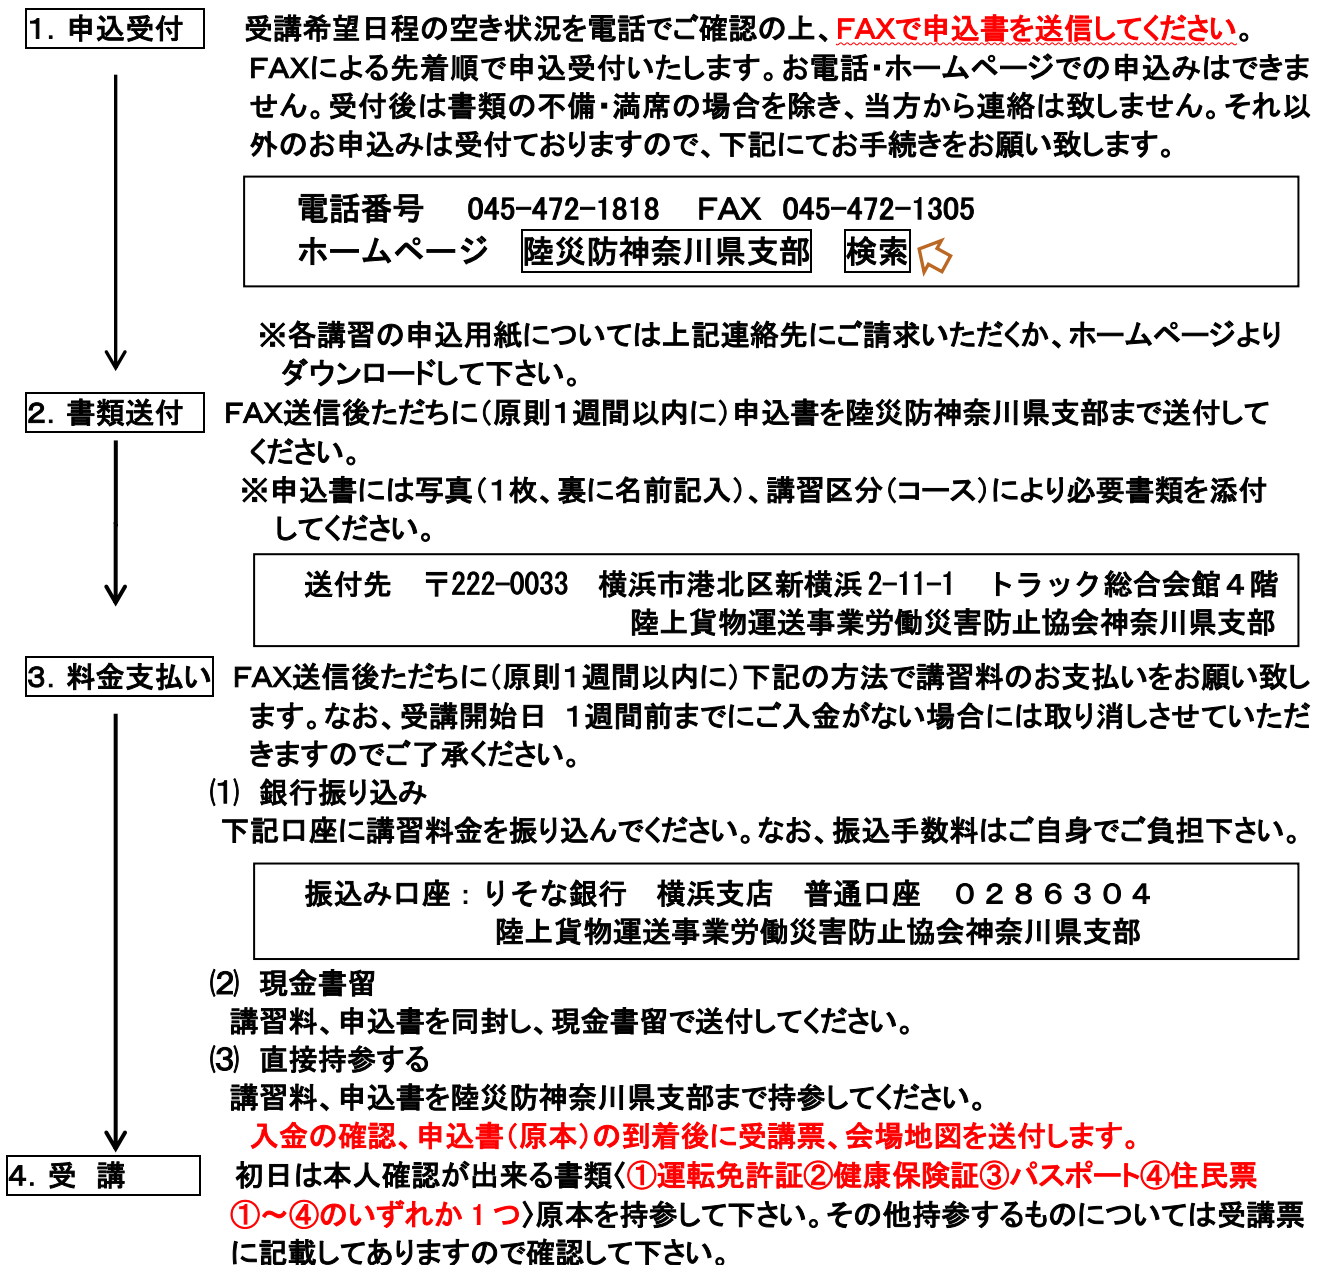 1．申込受付　受講希望日程の空き状況を電話でご確認の上、FAXで申込書を送信してください。
FAXによる先着順で申込受付いたします。お電話・ホームページでの申込みはできま
せん。受付後は書類の不備・満席の場合を除き、当方から連絡は致しません。それ以
外のお申込みは受付ておりますので、下記にてお手続きをお願い致します。
電話番号　045-472-1818　FAX　045-472-1305
ホームページ　陸災防神奈川県支部　検索
※各講習の申込用紙については上記連絡先にご請求いただくか、ホームページより
ダウンロードして下さい。
2．書類送付　FAX送信後ただちに（原則1週間以内に）申込書を陸災防神奈川県支部まで送付して
ください。
※申込書には写真（1枚、裏に名前記入）、講習区分（コース）により必要書類を添付
してください。
送付先　〒222-0033　横浜市港北区新横浜2-11-1　トラック総合会館４階
陸上貨物運送事業労働災害防止協会神奈川県支部
3．料金支払い　FAX送信後ただちに（原則1週間以内に）下記の方法で講習料のお支払いをお願い致し
ます。なお、受講開始日　1週間前までにご入金がない場合には取り消しさせていただ
きますのでご了承ください。
⑴　銀行振り込み
下記口座に講習料金を振り込んでください。なお、振込手数料はご自身でご負担下さい。
振込み口座：りそな銀行　横浜支店　普通口座　０２８６３０４
陸上貨物運送事業労働災害防止協会神奈川県支部
⑵　現金書留
講習料、申込書を同封し、現金書留で送付してください。
⑶　直接持参する
講習料、申込書を陸災防神奈川県支部まで持参してください。
入金の確認、申込書（原本）の到着後に受講票、会場地図を送付します。
4．受　講　初日は本人確認が出来る書類〈①運転免許証②健康保険証③パスポート④住民票
①～④のいずれか１つ〉原本を持参して下さい。その他持参するものについては受講票
に記載してありますので確認して下さい。